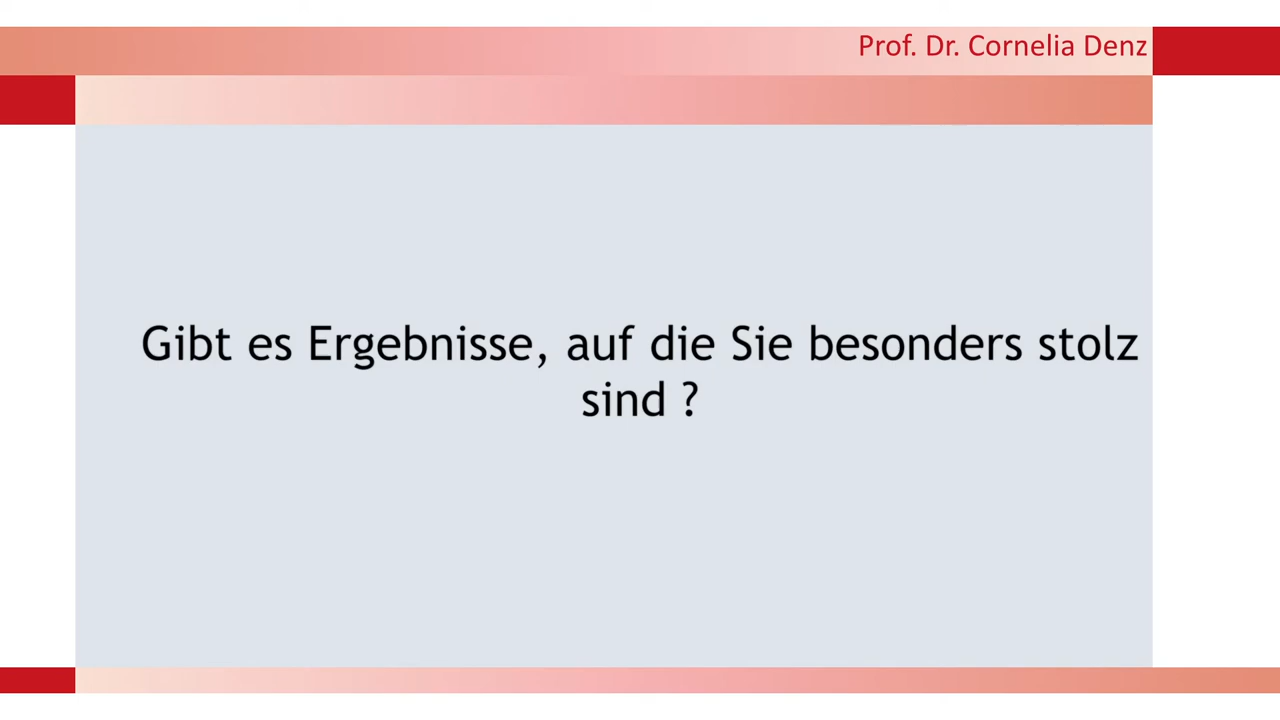 Prof. Dr. Cornelia Denz
Gibt es Ergebnisse, auf die Sie besonders stolz
sind ?